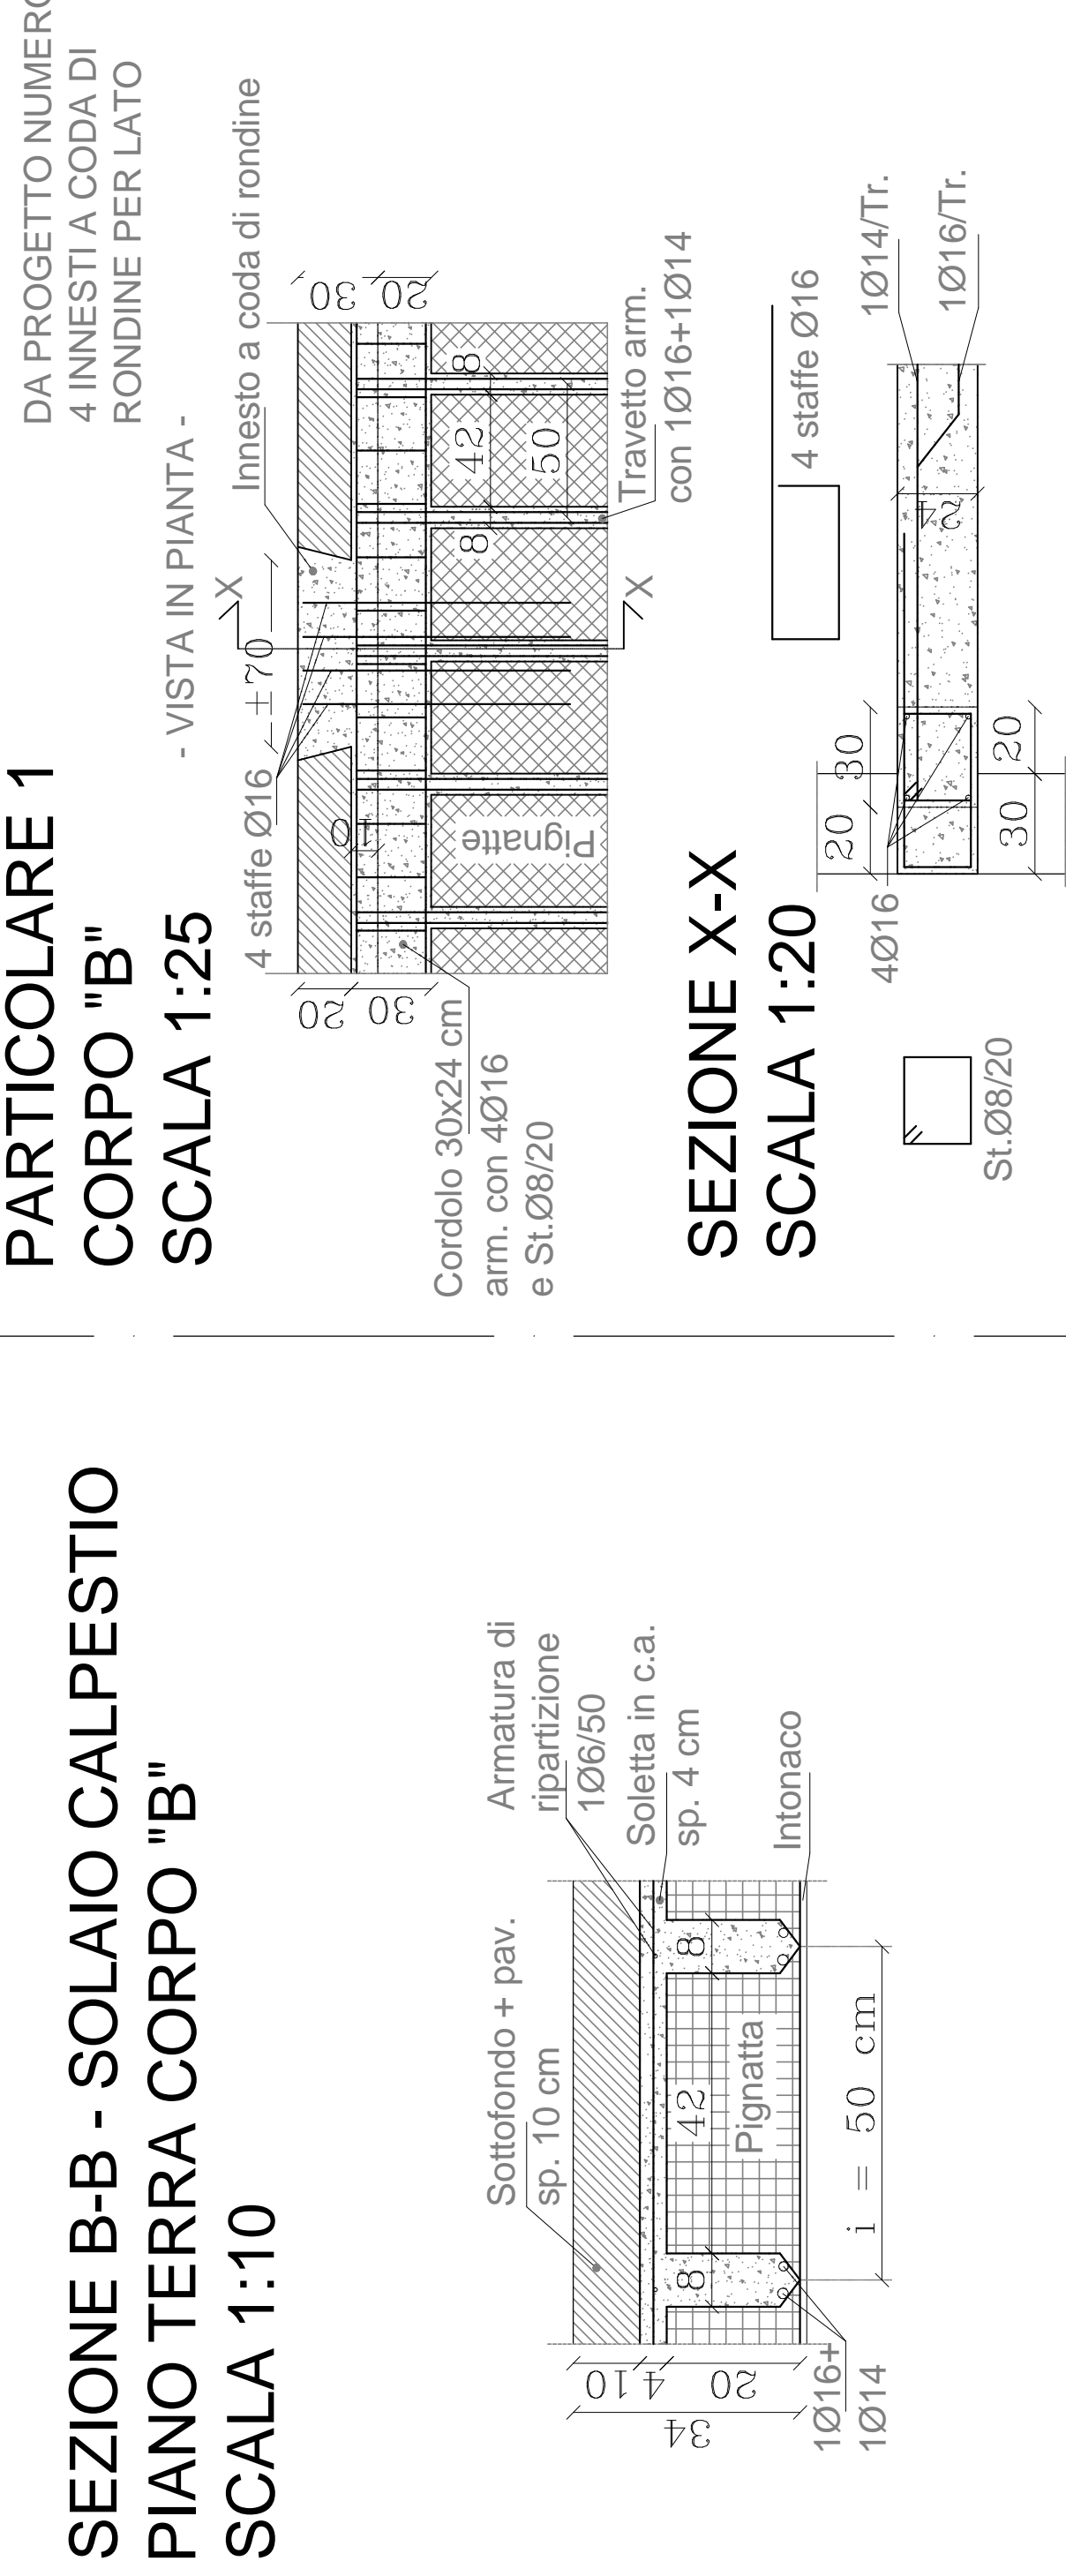 SEZIONE B-B - SOLAIO CALPESTIO
PIANO TERRA CORPO "B"
SCALA 1:10
Sottofondo + pav.
sp. 10 cm
Armatura di
ripartizione
1Ø6/50
Soletta in c.a.
sp. 4 cm
Intonaco
10
4
20
34
8
42
8
Pignatta
i = 50 cm
1Ø16+
1Ø14
PARTICOLARE 1
CORPO "B"
SCALA 1:25
DA PROGETTO NUMERO
4 INNESTI A CODA DI
RONDINE PER LATO
- VISTA IN PIANTA -
Innesto a coda di rondine
4 staffe Ø16
±70
X
X
20
30
30
20
10
8
42
8
50
Pignatte
Travetto arm.
con 1Ø16+1Ø14
Cordolo 30x24 cm
arm. con 4Ø16
e St.Ø8/20
SEZIONE X-X
SCALA 1:20
4 staffe Ø16
1Ø14/Tr.
1Ø16/Tr.
20
30
24
30
20
4Ø16
St.Ø8/20